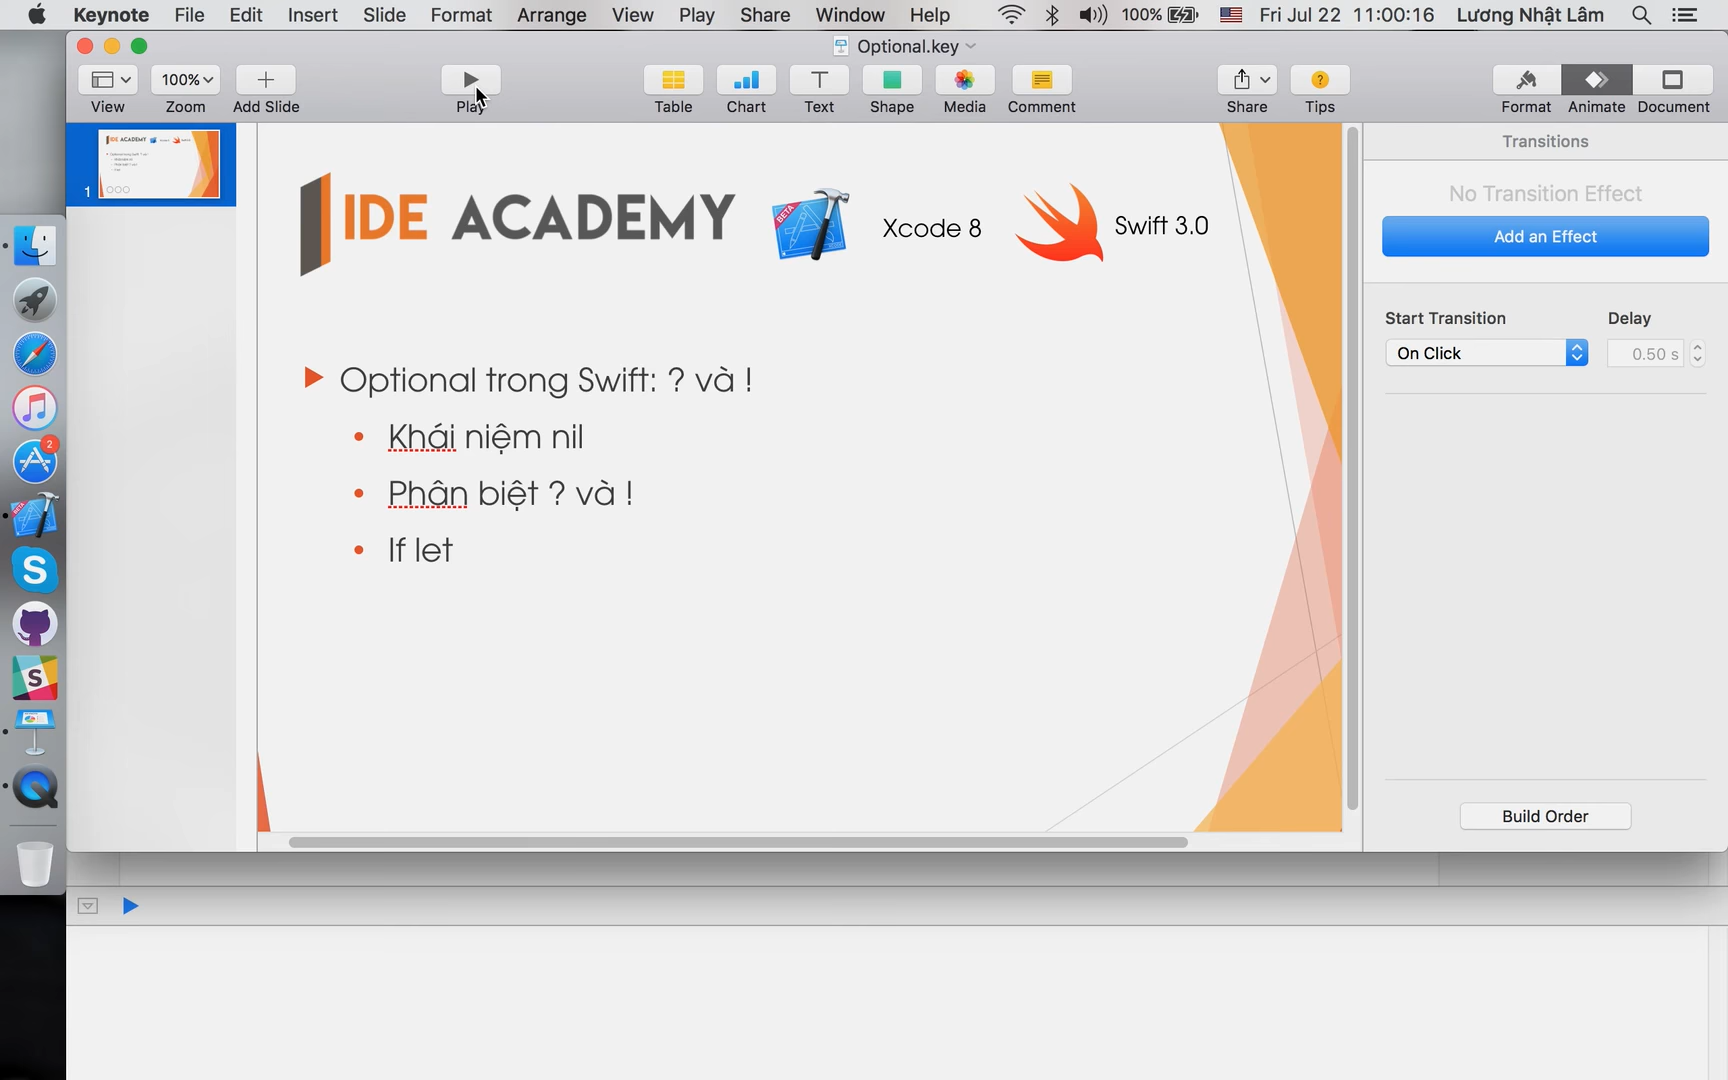 Keynote File Edit Insert Slide Format Arrange View Play Share Window Help 100% Fri Jul 22 11:00:16 Lương Nhật Lâm
Optional.key
100%
View Zoom Add Slide Play Table Chart Text Shape Media Comment Share Tips Format Animate Document
Transitions
No Transition Effect
Add an Effect
Start Transition Delay
On Click 0.50 s
Build Order
1
IDE ACADEMY
BETA
Xcode 8
Swift 3.0
Optional trong Swift: ? và !
Khái niệm nil
Phân biệt ? và !
If let
2